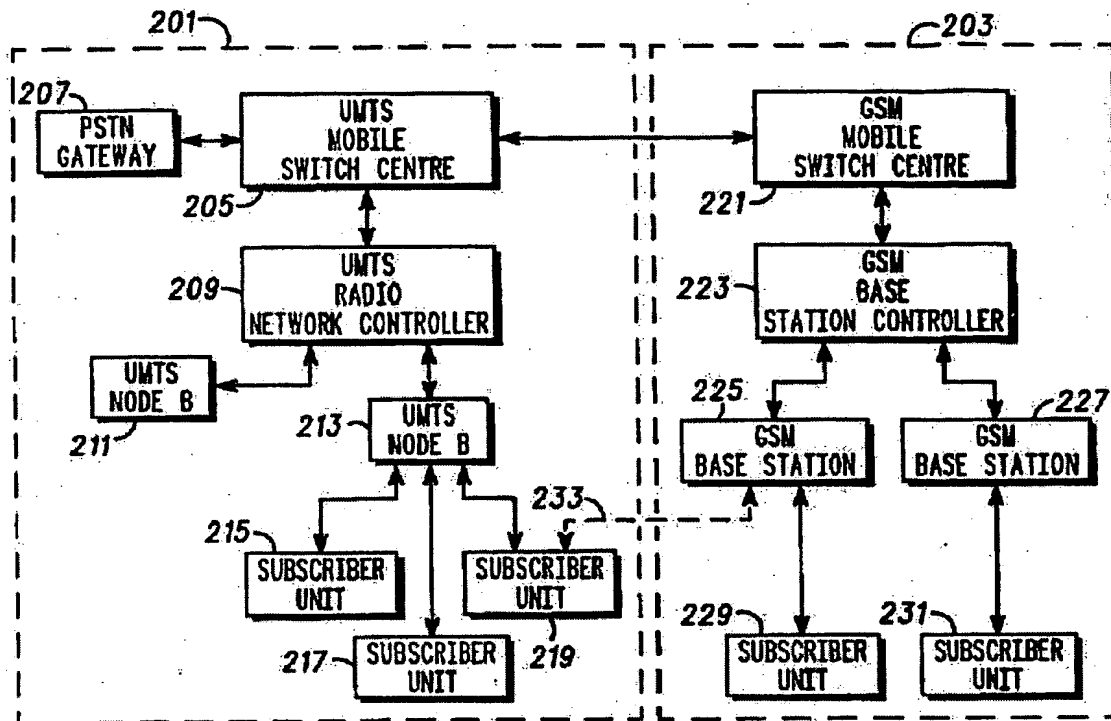 201
203
207
PSTN
GATEWAY
UMTS
MOBILE
SWITCH CENTRE
205
GSM
MOBILE
SWITCH CENTRE
221
209
UMTS
RADIO
NETWORK CONTROLLER
223
GSM
BASE
STATION CONTROLLER
UMTS
NODE B
211
213
UMTS
NODE B
225
GSM
BASE STATION
227
GSM
BASE STATION
233
215
SUBSCRIBER
UNIT
SUBSCRIBER
UNIT
219
217
SUBSCRIBER
UNIT
229
SUBSCRIBER
UNIT
231
SUBSCRIBER
UNIT